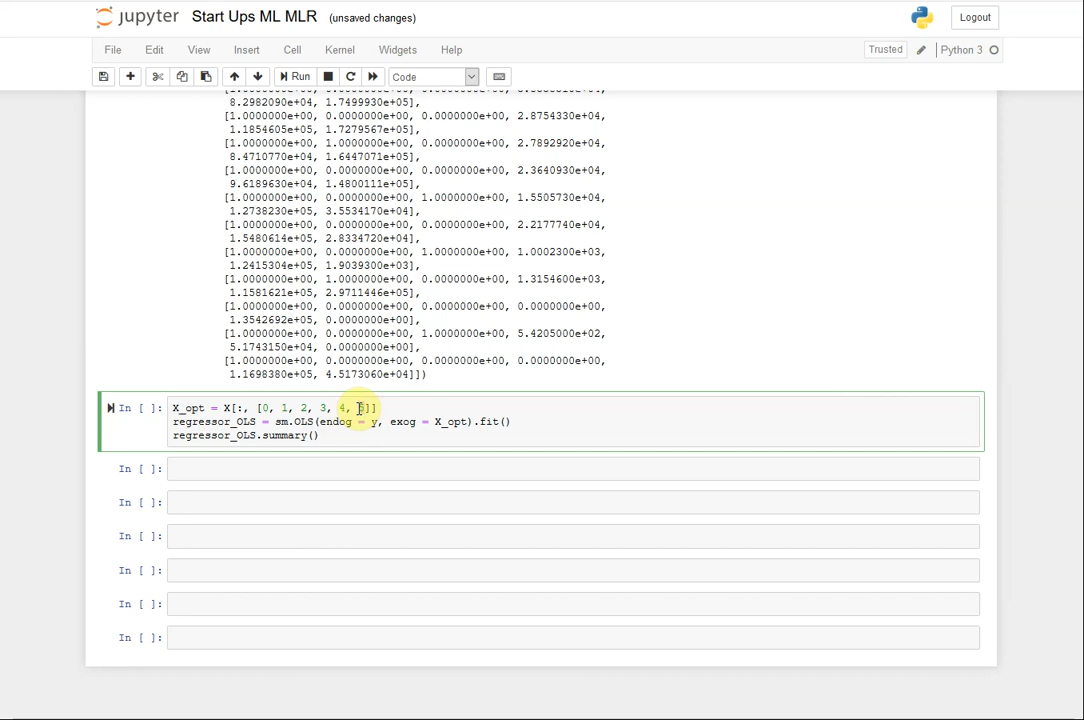 jupyter Start Ups ML MLR (unsaved changes)
Logout
File Edit View Insert Cell Kernel Widgets Help
Trusted Python 3
Run Code
8.2982090e+04, 1.7499930e+05],
[1.0000000e+00, 0.0000000e+00, 0.0000000e+00, 2.8754330e+04,
1.1854605e+05, 1.7279567e+05],
[1.0000000e+00, 1.0000000e+00, 0.0000000e+00, 2.7892920e+04,
8.4710770e+04, 1.6447071e+05],
[1.0000000e+00, 0.0000000e+00, 0.0000000e+00, 2.3640930e+04,
9.6189630e+04, 1.4800111e+05],
[1.0000000e+00, 0.0000000e+00, 1.0000000e+00, 1.5505730e+04,
1.2738230e+05, 3.5534170e+04],
[1.0000000e+00, 0.0000000e+00, 0.0000000e+00, 2.2177740e+04,
1.5480614e+05, 2.8334720e+04],
[1.0000000e+00, 0.0000000e+00, 1.0000000e+00, 1.0002300e+03,
1.2415304e+05, 1.9039300e+03],
[1.0000000e+00, 1.0000000e+00, 0.0000000e+00, 1.3154600e+03,
1.1581621e+05, 2.9711446e+05],
[1.0000000e+00, 0.0000000e+00, 0.0000000e+00, 0.0000000e+00,
1.3542692e+05, 0.0000000e+00],
[1.0000000e+00, 0.0000000e+00, 1.0000000e+00, 5.4205000e+02,
5.1743150e+04, 0.0000000e+00],
[1.0000000e+00, 0.0000000e+00, 0.0000000e+00, 0.0000000e+00,
1.1698380e+05, 4.5173060e+04]])
In [ ]: X_opt = X[:, [0, 1, 2, 3, 4, 5]]
regressor_OLS = sm.OLS(endog = y, exog = X_opt).fit()
regressor_OLS.summary()
In [ ]:
In [ ]:
In [ ]:
In [ ]:
In [ ]:
In [ ]: